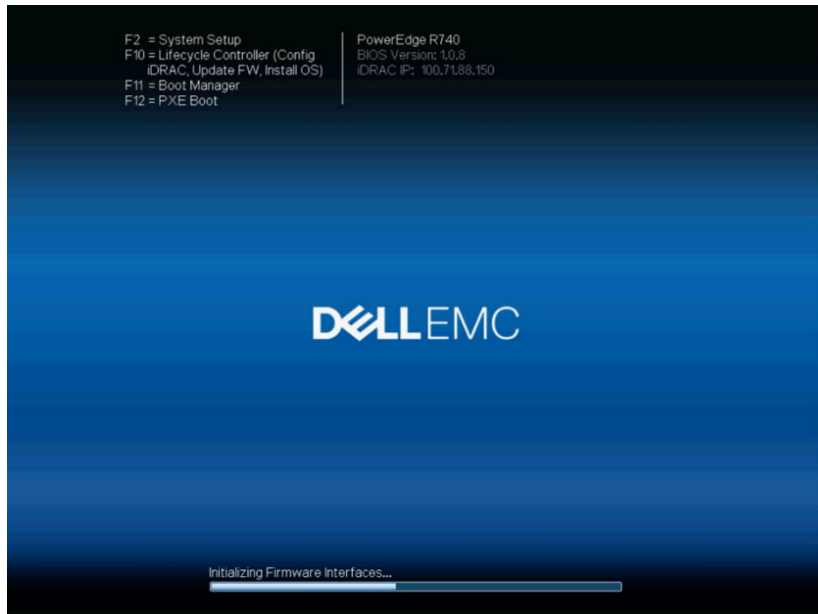 F2 = System Setup
F10 = Lifecycle Controller (Config
iDRAC, Update FW, Install OS)
F11 = Boot Manager
F12 = PXE Boot
PowerEdge R740
BIOS Version: 1.0.8
iDRAC IP: 100.71.88.150
DELLEMC
Initializing Firmware Interfaces...